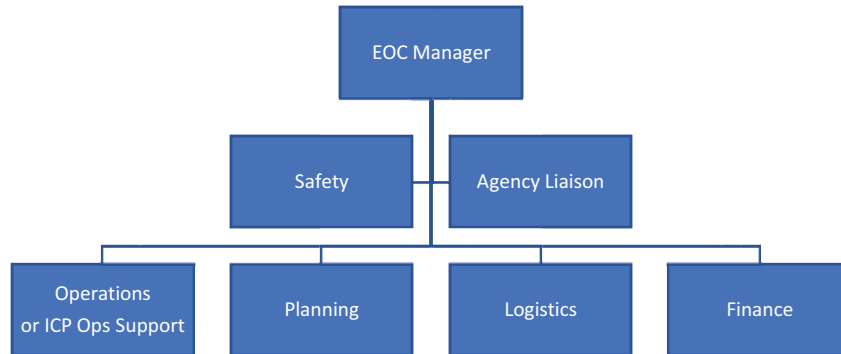 EOC Manager
Safety
Agency Liaison
Operations
or ICP Ops Support
Planning
Logistics
Finance